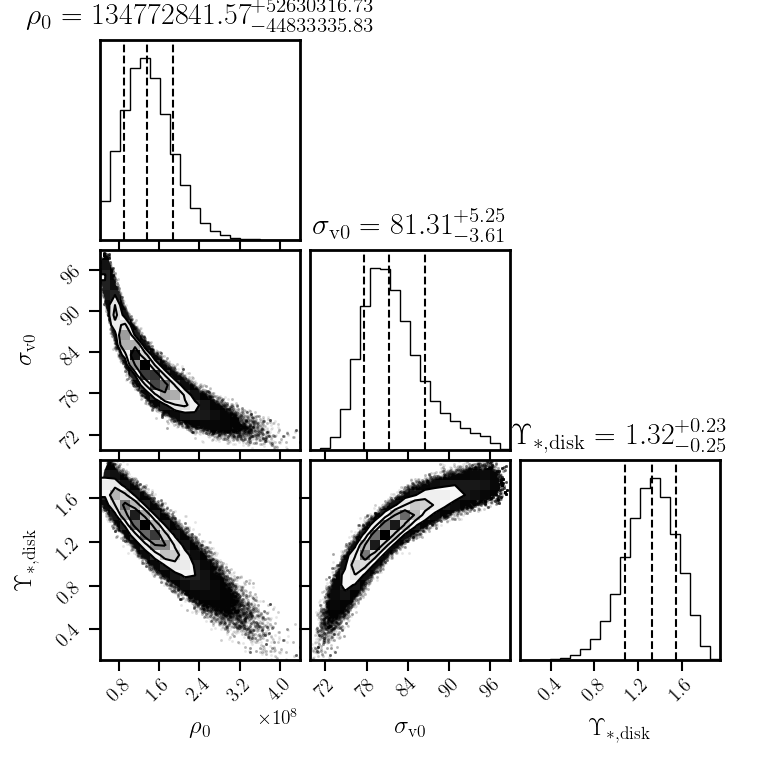 ρ₀ = 134772841.57+52630316.73 −44833335.83
σv0 = 81.31+5.25 −3.61
96
90
84
78
72
σv0
Υ*,disk = 1.32+0.23 −0.25
1.6
1.2
0.8
0.4
Υ*,disk
0.8 1.6 2.4 3.2 4.0
×10⁸
ρ₀
72 78 84 90 96
σv0
0.4 0.8 1.2 1.6
Υ*,disk